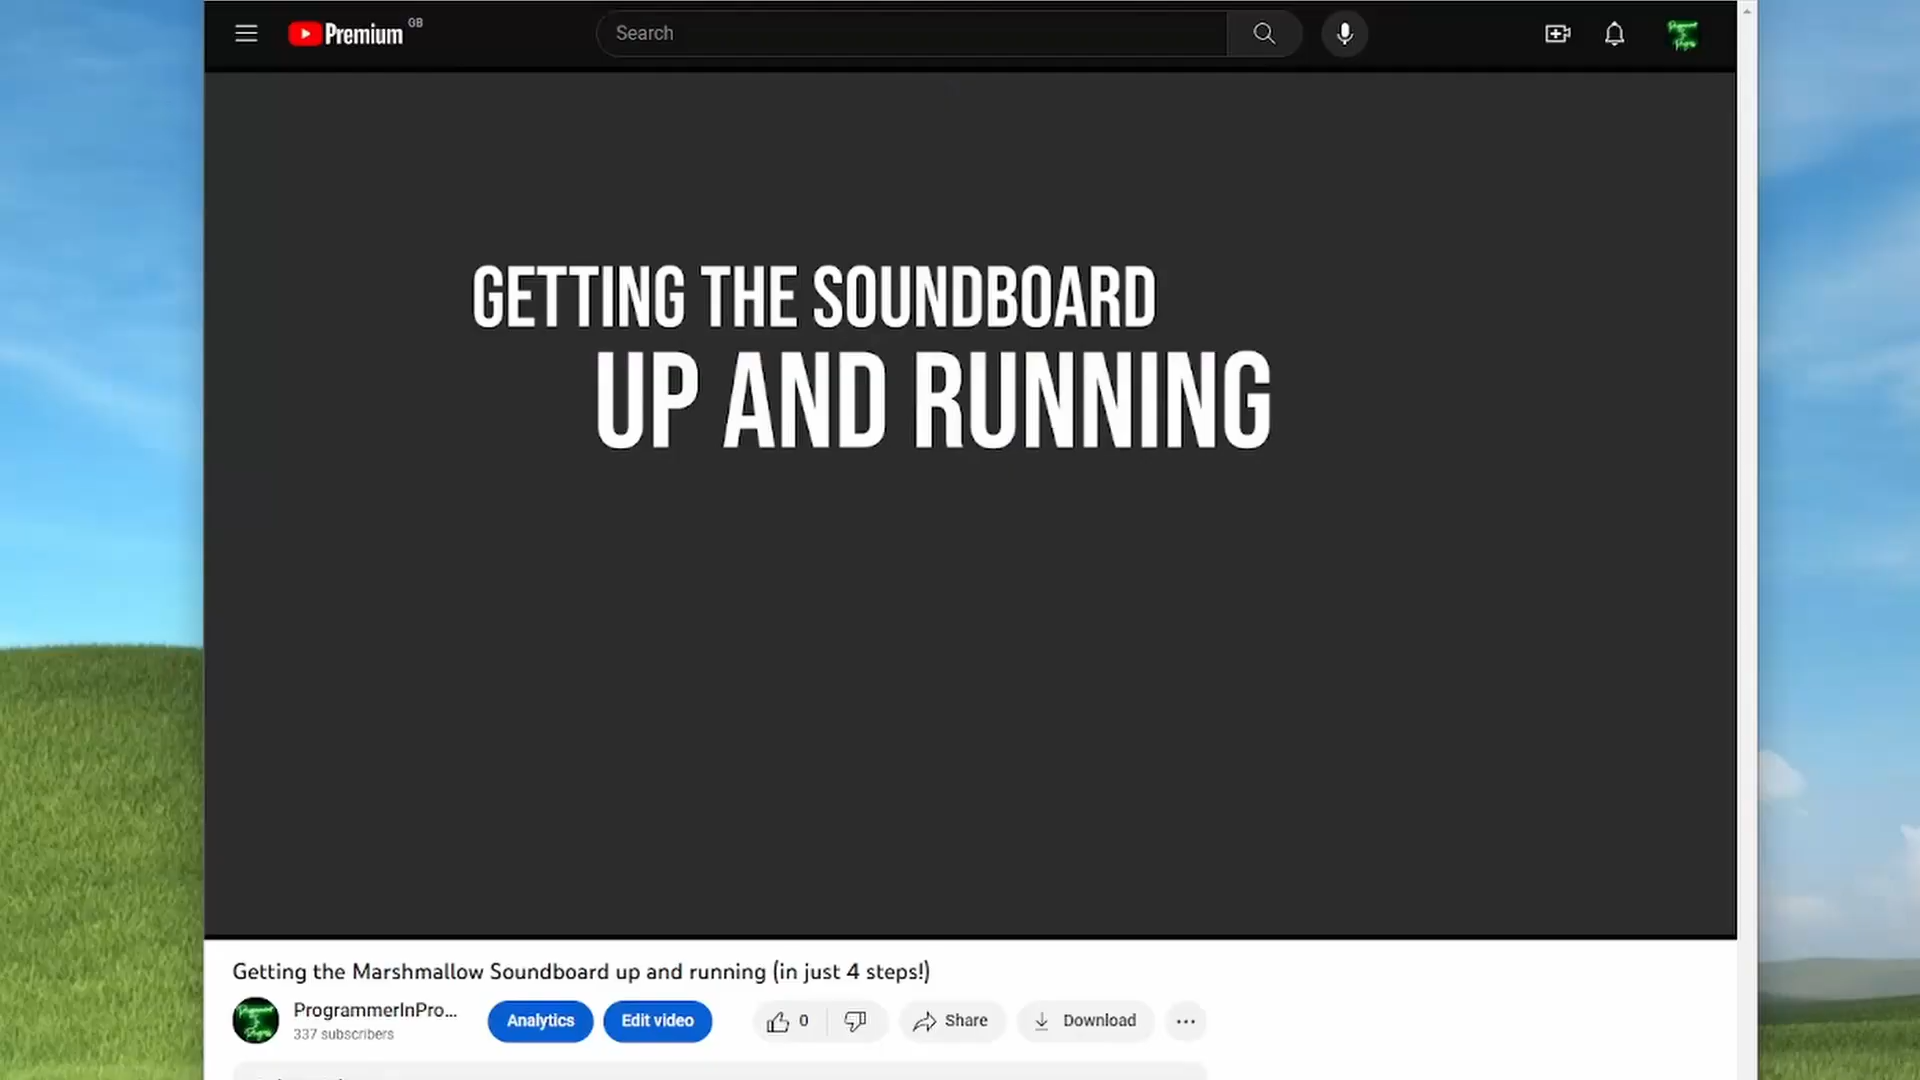 Premium GB
Search
GETTING THE SOUNDBOARD
UP AND RUNNING
Getting the Marshmallow Soundboard up and running (in just 4 steps!)
ProgrammerInPro...
337 subscribers
Analytics
Edit video
0
Share
Download